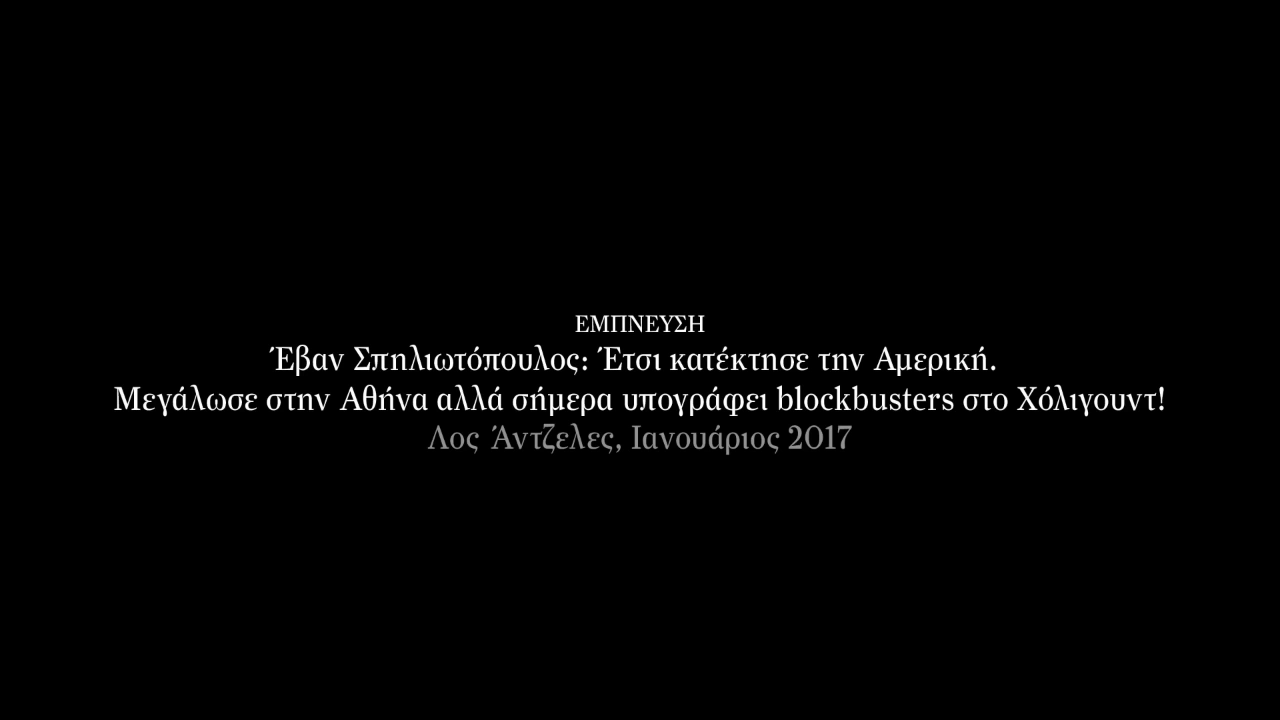 ΕΜΠΝΕΥΣΗ
Έβαν Σπηλιωτόπουλος: Έτσι κατέκτησε την Αμερική.
Μεγάλωσε στην Αθήνα αλλά σήμερα υπογράφει blockbusters στο Χόλιγουντ!
Λος Άντζελες, Ιανουάριος 2017